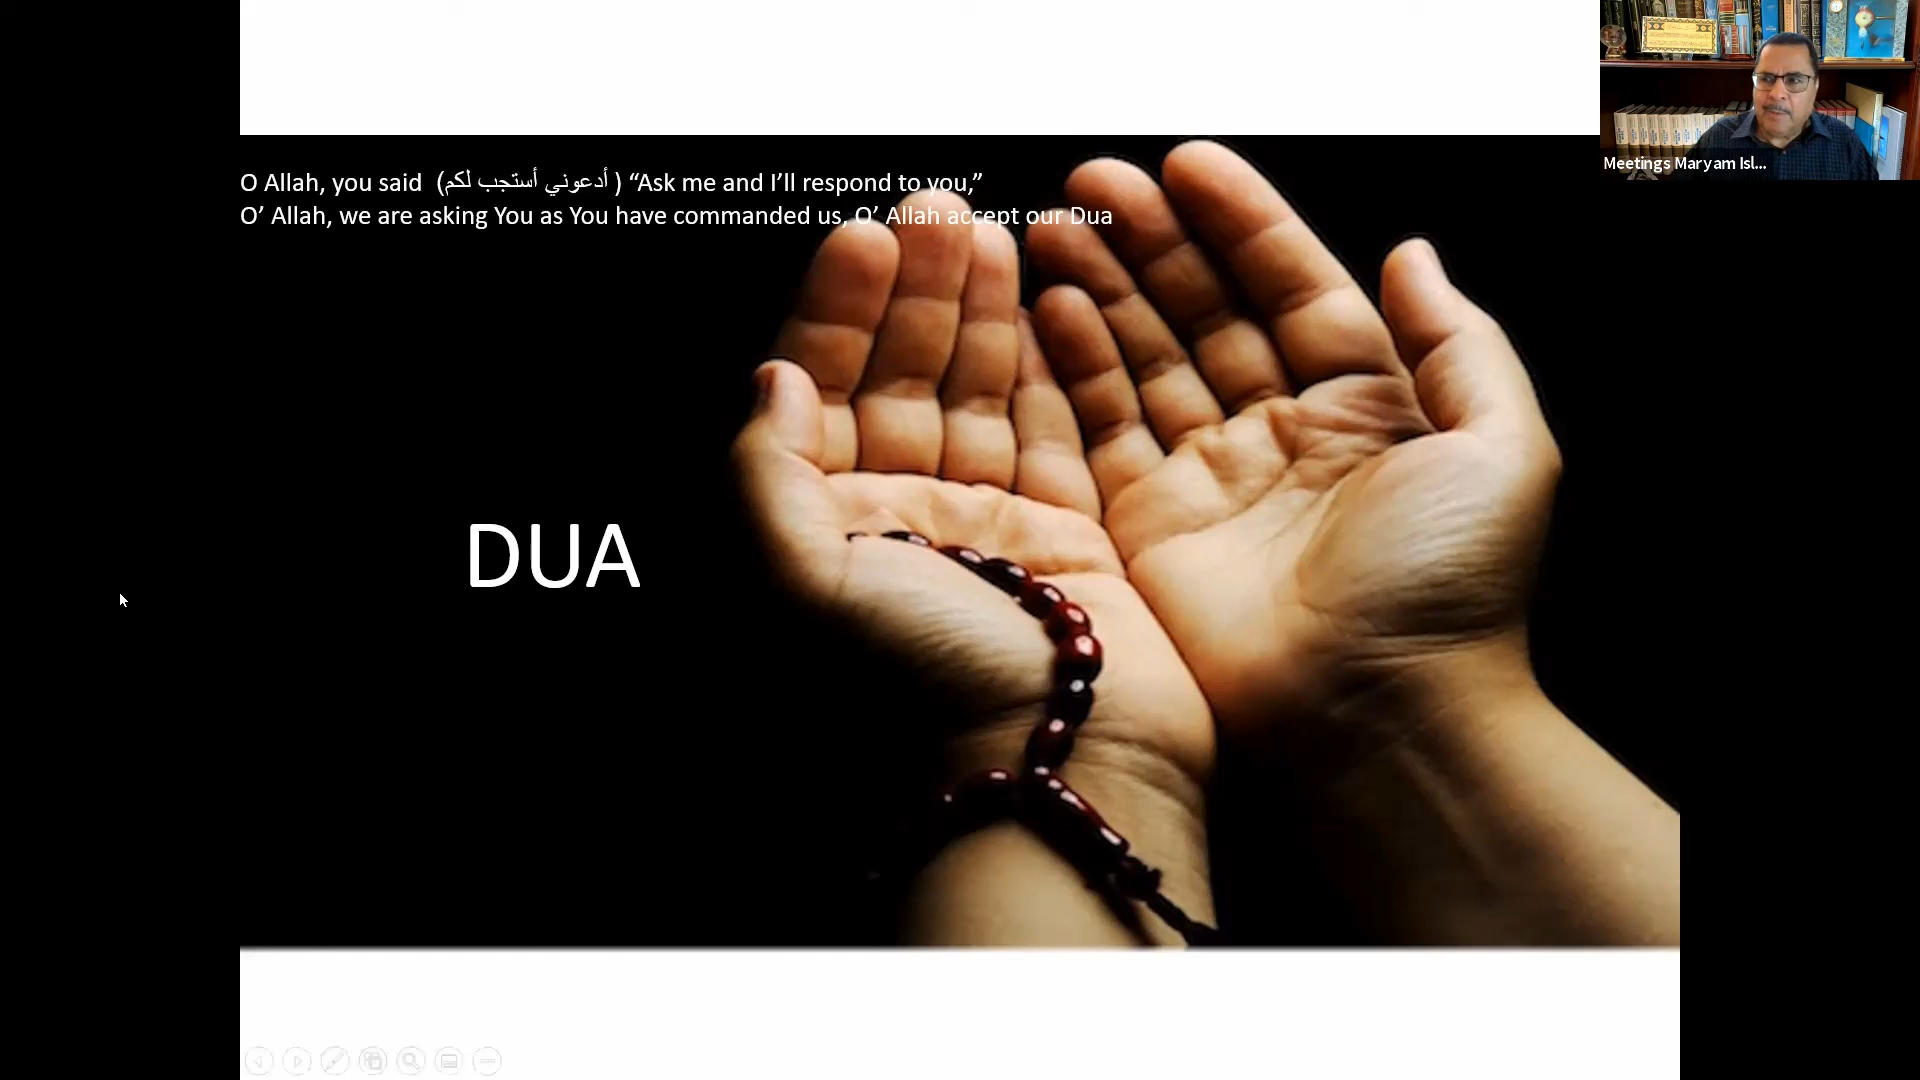 O Allah, you said (أدعوني أستجب لكم ) “Ask me and I’ll respond to you,”
O’ Allah, we are asking You as You have commanded us, O’ Allah accept our Dua
DUA
Meetings Maryam Isl...